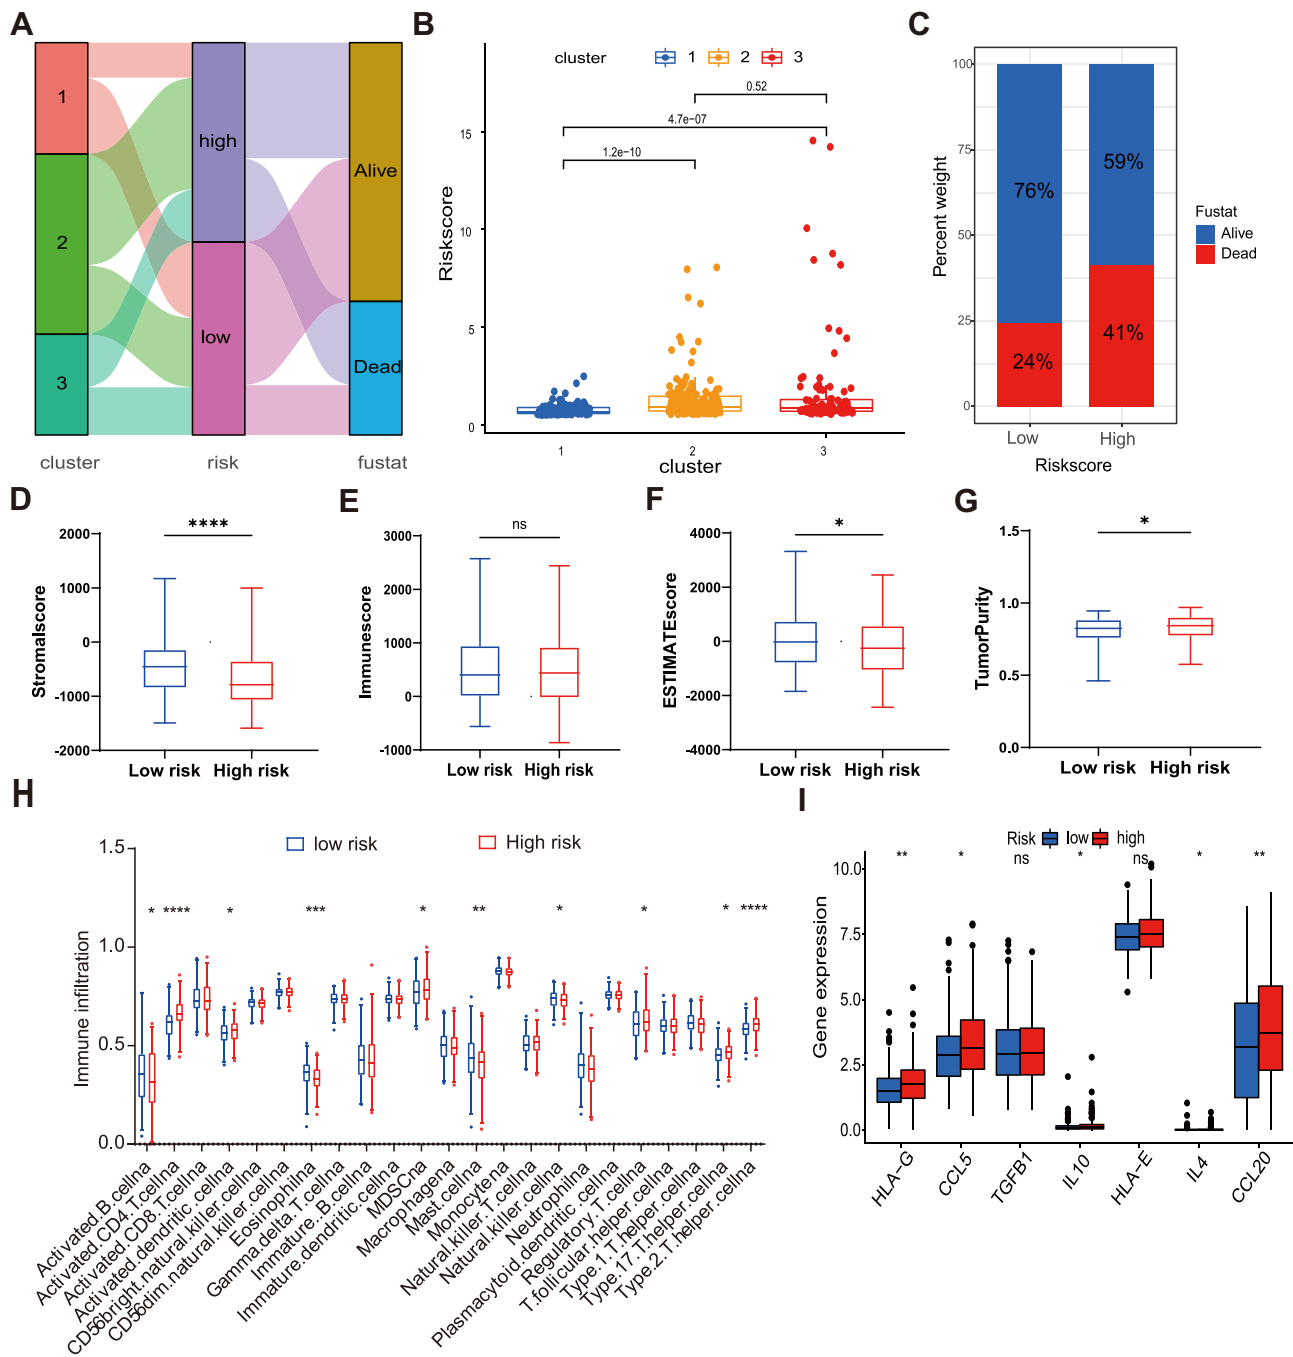 A
1
2
3
high
low
Alive
Dead
cluster
risk
fustat
B
cluster 1 2 3
0.52
4.7e−07
1.2e−10
Riskscore
15
10
5
0
1
2
3
cluster
C
Percent weight
100
75
50
25
0
76%
24%
59%
41%
Low
High
Riskscore
Fustat
Alive
Dead
D
****
Stromalscore
2000
1000
0
-1000
-2000
Low risk High risk
E
ns
Immunescore
3000
2000
1000
0
-1000
Low risk High risk
F
*
ESTIMATEscore
4000
2000
0
-2000
-4000
Low risk High risk
G
*
TumorPurity
1.5
1.0
0.5
0.0
Low risk High risk
H
low risk High risk
Immune infiltration
1.5
1.0
0.5
0.0
* **** * *** * ** * * * ****
Activated.B.cellna
Activated.CD4.T.cellna
Activated.CD8.T.cellna
Activated.dendritic.cellna
CD56bright.natural.killer.cellna
CD56dim.natural.killer.cellna
Eosinophilna
Gamma.delta.T.cellna
Immature..B.cellna
Immature.dendritic.cellna
MDSCna
Macrophagena
Mast.cellna
Monocytena
Natural.killer.T.cellna
Natural.killer.cellna
Neutrophilna
Plasmacytoid.dendritic.cellna
Regulatory.T.cellna
T.follicular.helper.cellna
Type.1.T.helper.cellna
Type.17.T.helper.cellna
Type.2.T.helper.cellna
I
Risk low high
** * ns * ns * **
Gene expression
10.0
7.5
5.0
2.5
0.0
HLA−G
CCL5
TGFB1
IL10
HLA−E
IL4
CCL20